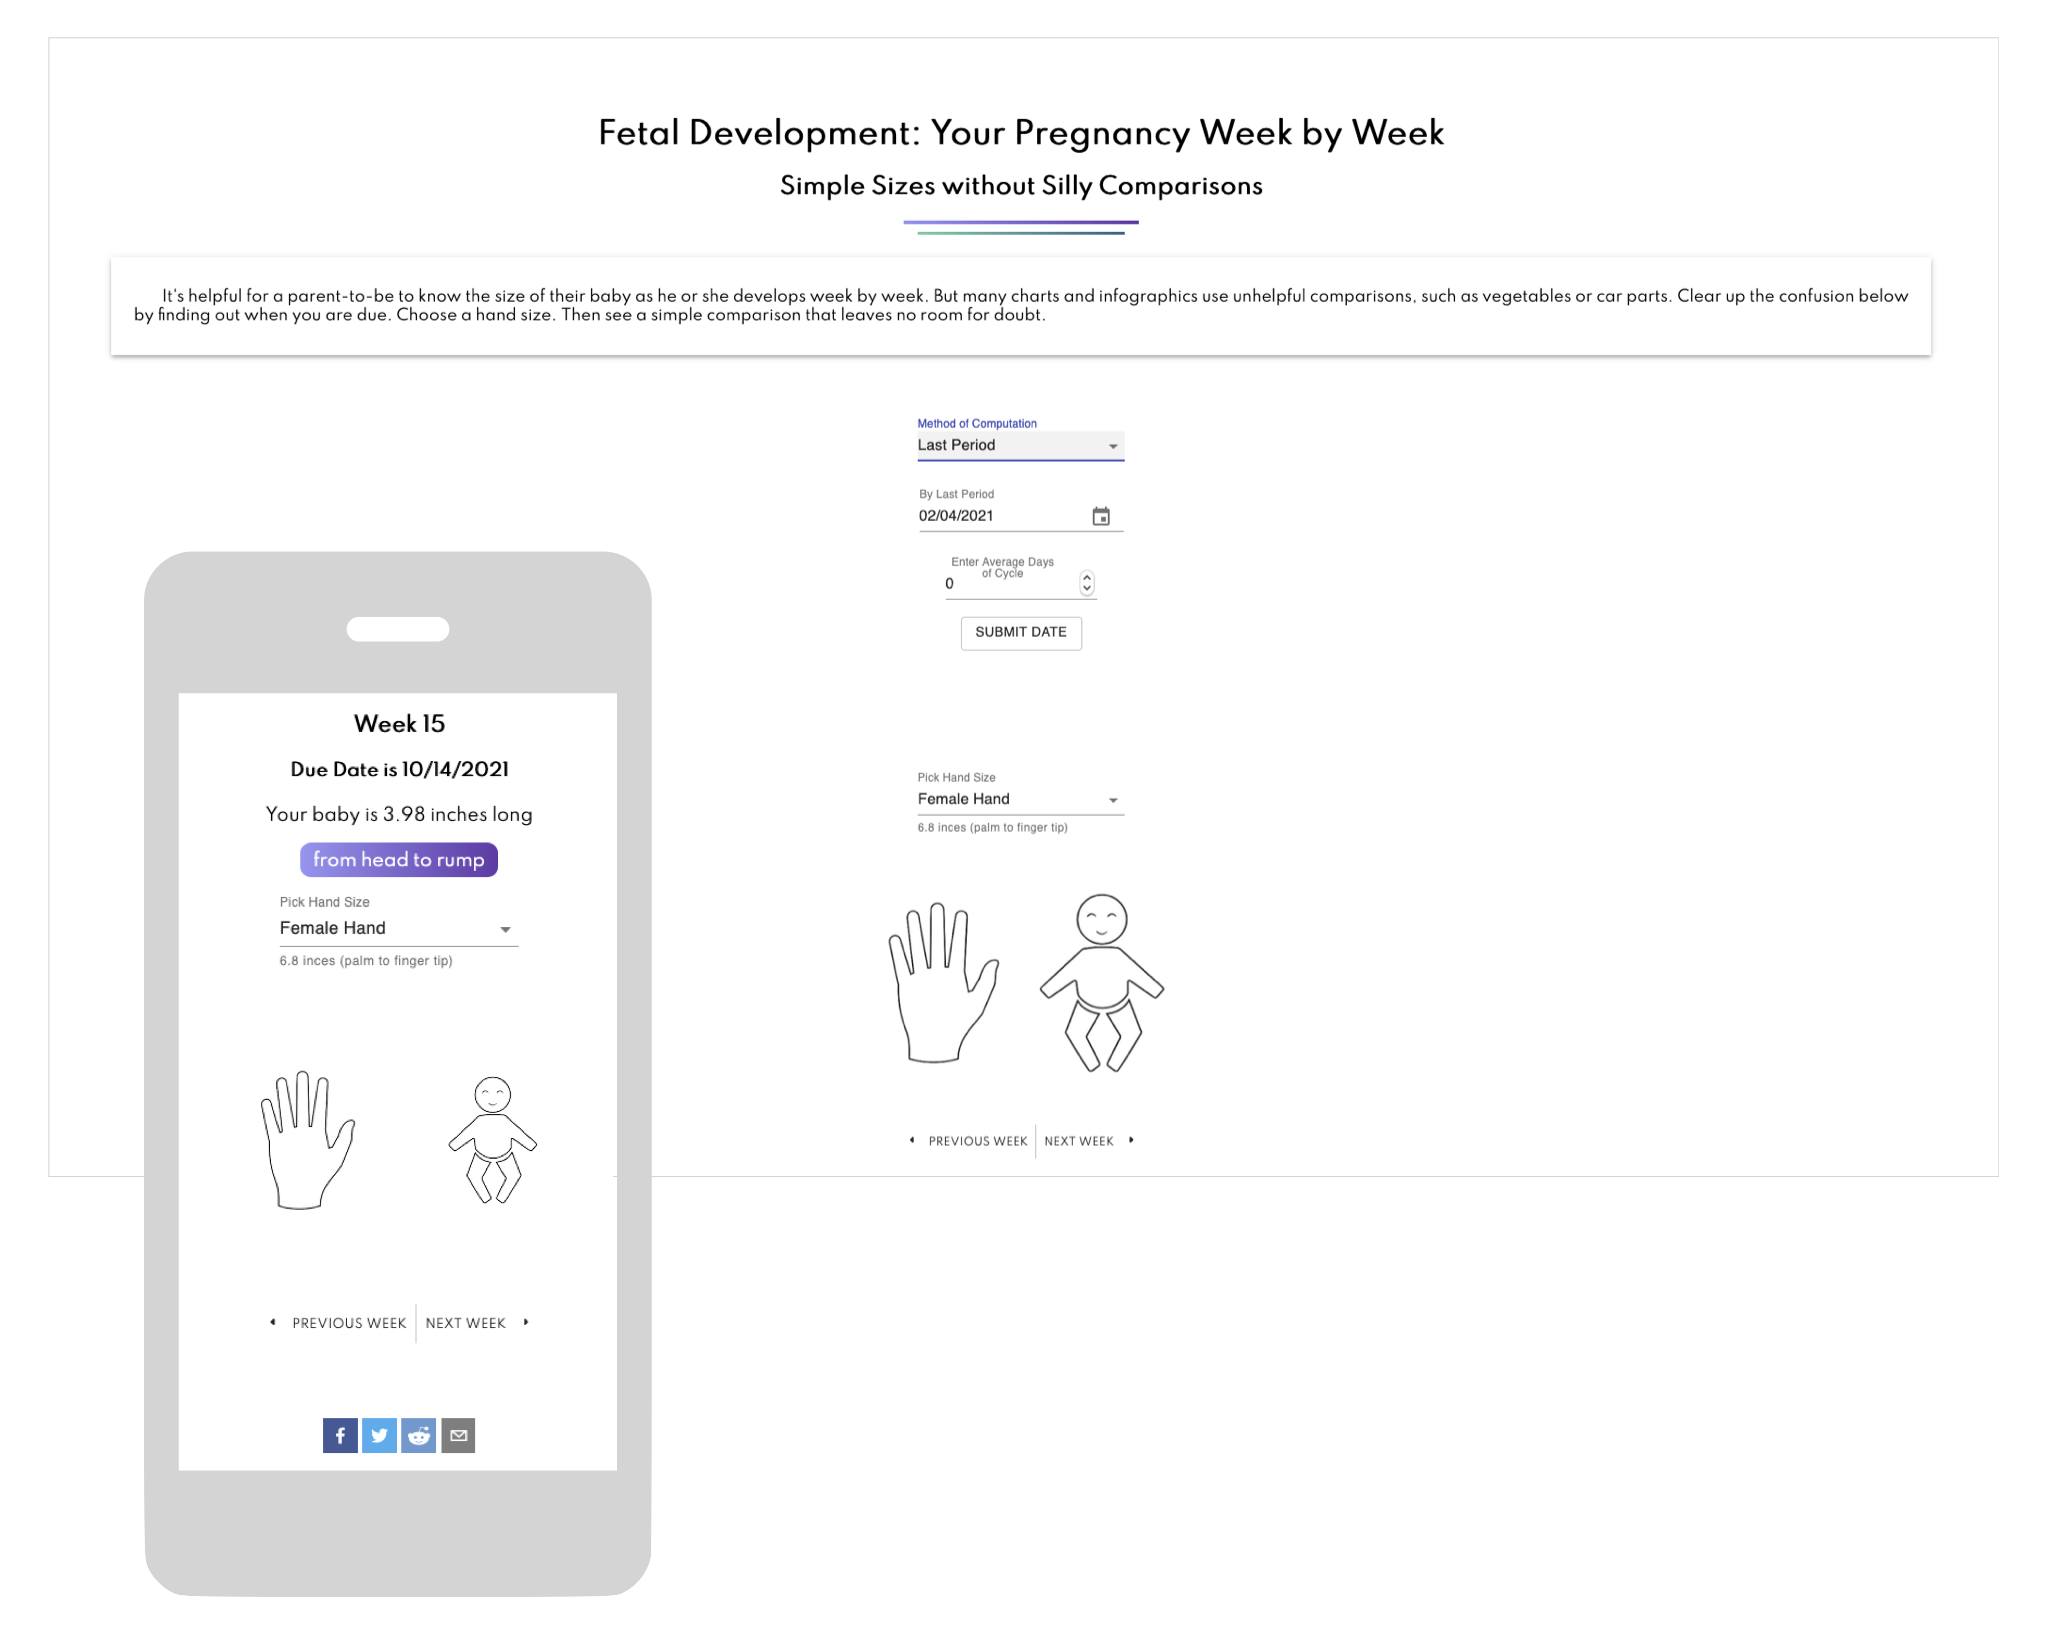 Fetal Development: Your Pregnancy Week by Week
Simple Sizes without Silly Comparisons
It's helpful for a parent-to-be to know the size of their baby as he or she develops week by week. But many charts and infographics use unhelpful comparisons, such as vegetables or car parts. Clear up the confusion below
by finding out when you are due. Choose a hand size. Then see a simple comparison that leaves no room for doubt.
Method of Computation
Last Period
By Last Period
02/04/2021
Enter Average Days
of Cycle
0
SUBMIT DATE
Pick Hand Size
Female Hand
6.8 inces (palm to finger tip)
PREVIOUS WEEK
NEXT WEEK
Week 15
Due Date is 10/14/2021
Your baby is 3.98 inches long
from head to rump
Pick Hand Size
Female Hand
6.8 inces (palm to finger tip)
PREVIOUS WEEK
NEXT WEEK